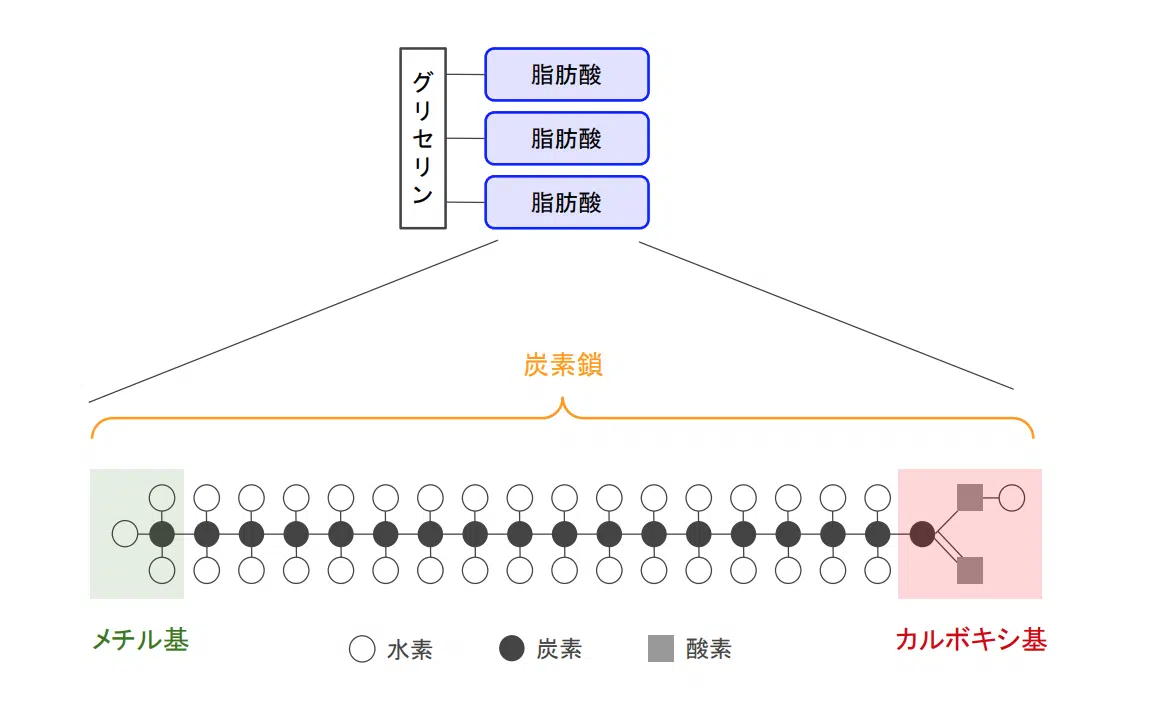 グリセリン
脂肪酸
脂肪酸
脂肪酸
炭素鎖
メチル基
カルボキシ基
水素
炭素
酸素